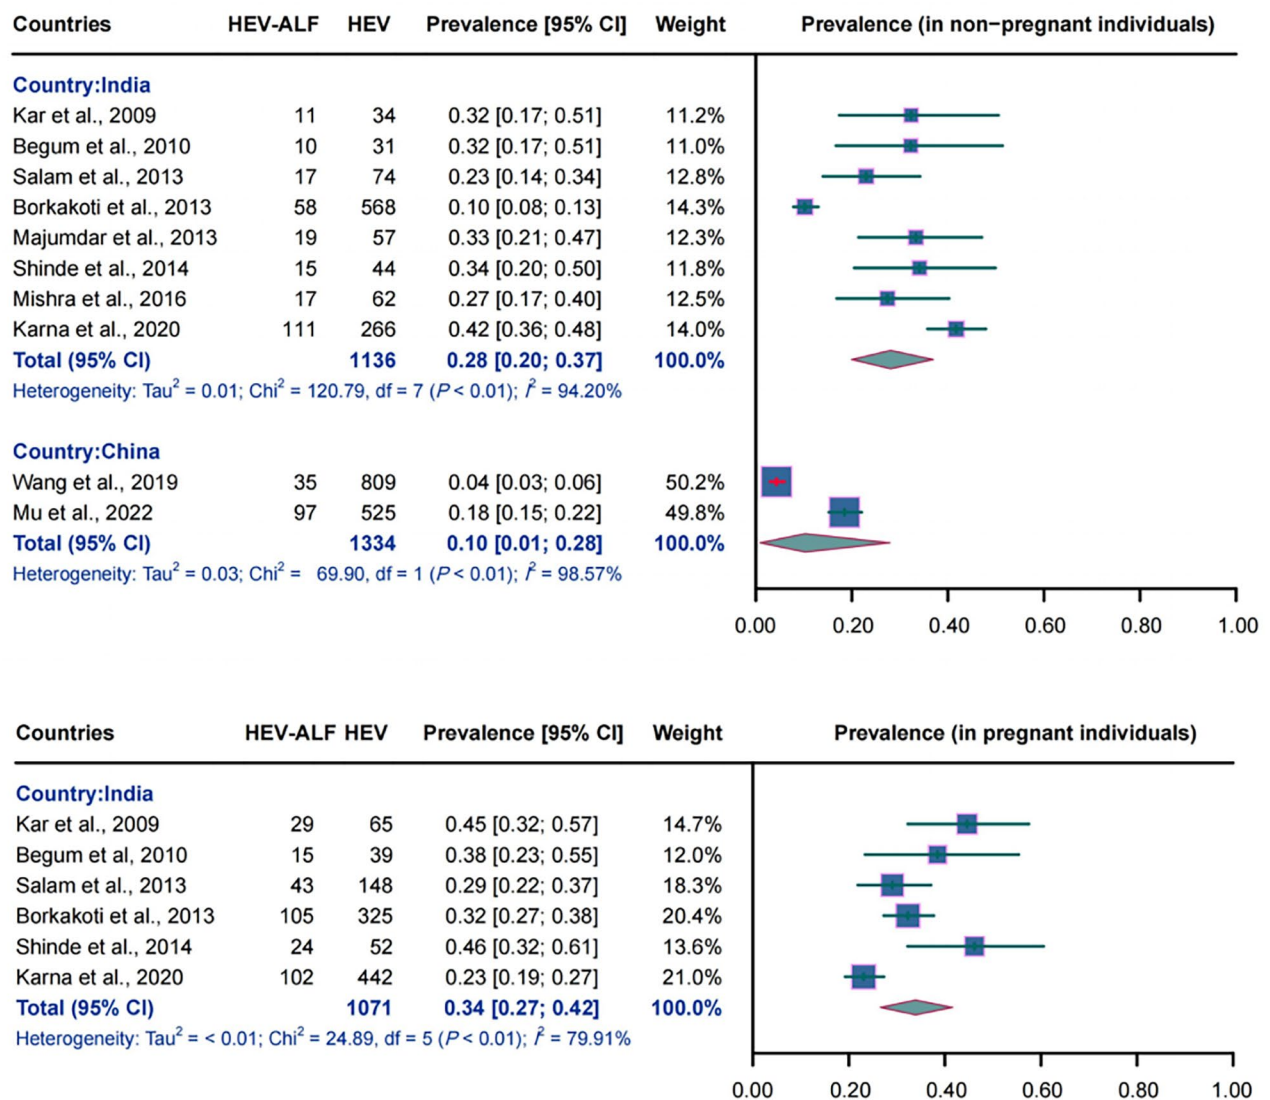 Countries HEV-ALF HEV Prevalence [95% CI] Weight Prevalence (in non−pregnant individuals)
Country:India
Kar et al., 2009 11 34 0.32 [0.17; 0.51] 11.2%
Begum et al., 2010 10 31 0.32 [0.17; 0.51] 11.0%
Salam et al., 2013 17 74 0.23 [0.14; 0.34] 12.8%
Borkakoti et al., 2013 58 568 0.10 [0.08; 0.13] 14.3%
Majumdar et al., 2013 19 57 0.33 [0.21; 0.47] 12.3%
Shinde et al., 2014 15 44 0.34 [0.20; 0.50] 11.8%
Mishra et al., 2016 17 62 0.27 [0.17; 0.40] 12.5%
Karna et al., 2020 111 266 0.42 [0.36; 0.48] 14.0%
Total (95% CI) 1136 0.28 [0.20; 0.37] 100.0%
Heterogeneity: Tau² = 0.01; Chi² = 120.79, df = 7 (P < 0.01); I² = 94.20%
Country:China
Wang et al., 2019 35 809 0.04 [0.03; 0.06] 50.2%
Mu et al., 2022 97 525 0.18 [0.15; 0.22] 49.8%
Total (95% CI) 1334 0.10 [0.01; 0.28] 100.0%
Heterogeneity: Tau² = 0.03; Chi² = 69.90, df = 1 (P < 0.01); I² = 98.57%
0.00 0.20 0.40 0.60 0.80 1.00
Countries HEV-ALF HEV Prevalence [95% CI] Weight Prevalence (in pregnant individuals)
Country:India
Kar et al., 2009 29 65 0.45 [0.32; 0.57] 14.7%
Begum et al, 2010 15 39 0.38 [0.23; 0.55] 12.0%
Salam et al., 2013 43 148 0.29 [0.22; 0.37] 18.3%
Borkakoti et al., 2013 105 325 0.32 [0.27; 0.38] 20.4%
Shinde et al., 2014 24 52 0.46 [0.32; 0.61] 13.6%
Karna et al., 2020 102 442 0.23 [0.19; 0.27] 21.0%
Total (95% CI) 1071 0.34 [0.27; 0.42] 100.0%
Heterogeneity: Tau² = < 0.01; Chi² = 24.89, df = 5 (P < 0.01); I² = 79.91%
0.00 0.20 0.40 0.60 0.80 1.00